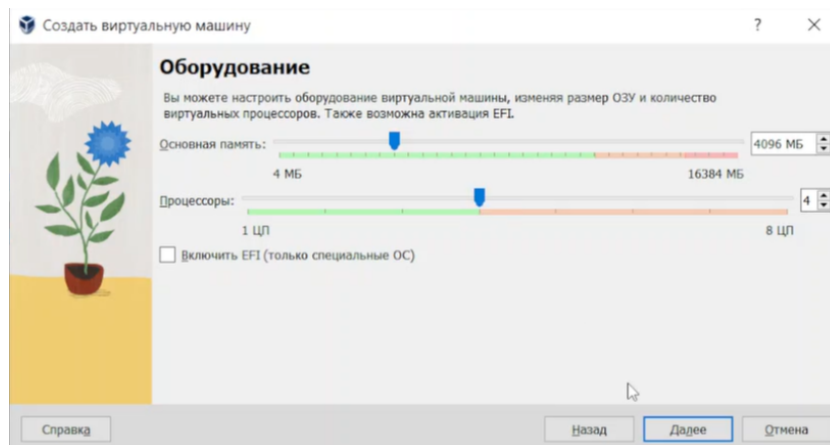 Создать виртуальную машину
Оборудование
Вы можете настроить оборудование виртуальной машины, изменяя размер ОЗУ и количество
виртуальных процессоров. Также возможна активация EFI.
Основная память: 4096 МБ
4 МБ 16384 МБ
Процессоры: 4
1 ЦП 8 ЦП
Включить EFI (только специальные ОС)
Справка Назад Далее Отмена